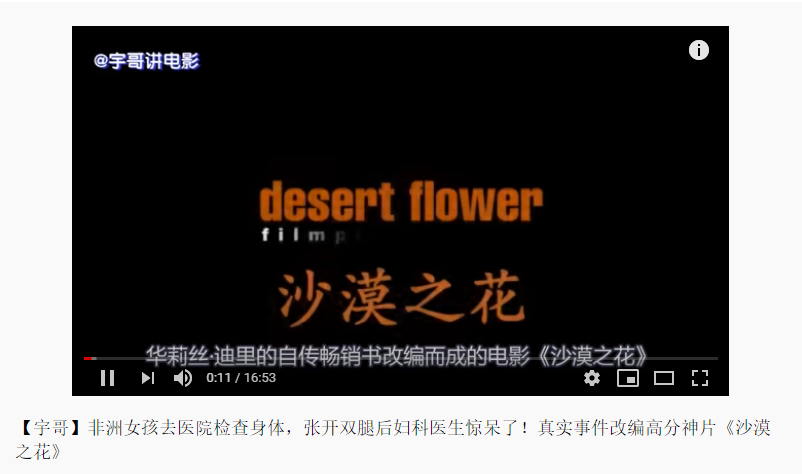 @宇哥讲电影
desert flower
film
沙漠之花
华莉丝·迪里的自传畅销书改编而成的电影《沙漠之花》
0:11 / 16:53
【宇哥】非洲女孩去医院检查身体，张开双腿后妇科医生惊呆了！真实事件改编高分神片《沙漠
之花》